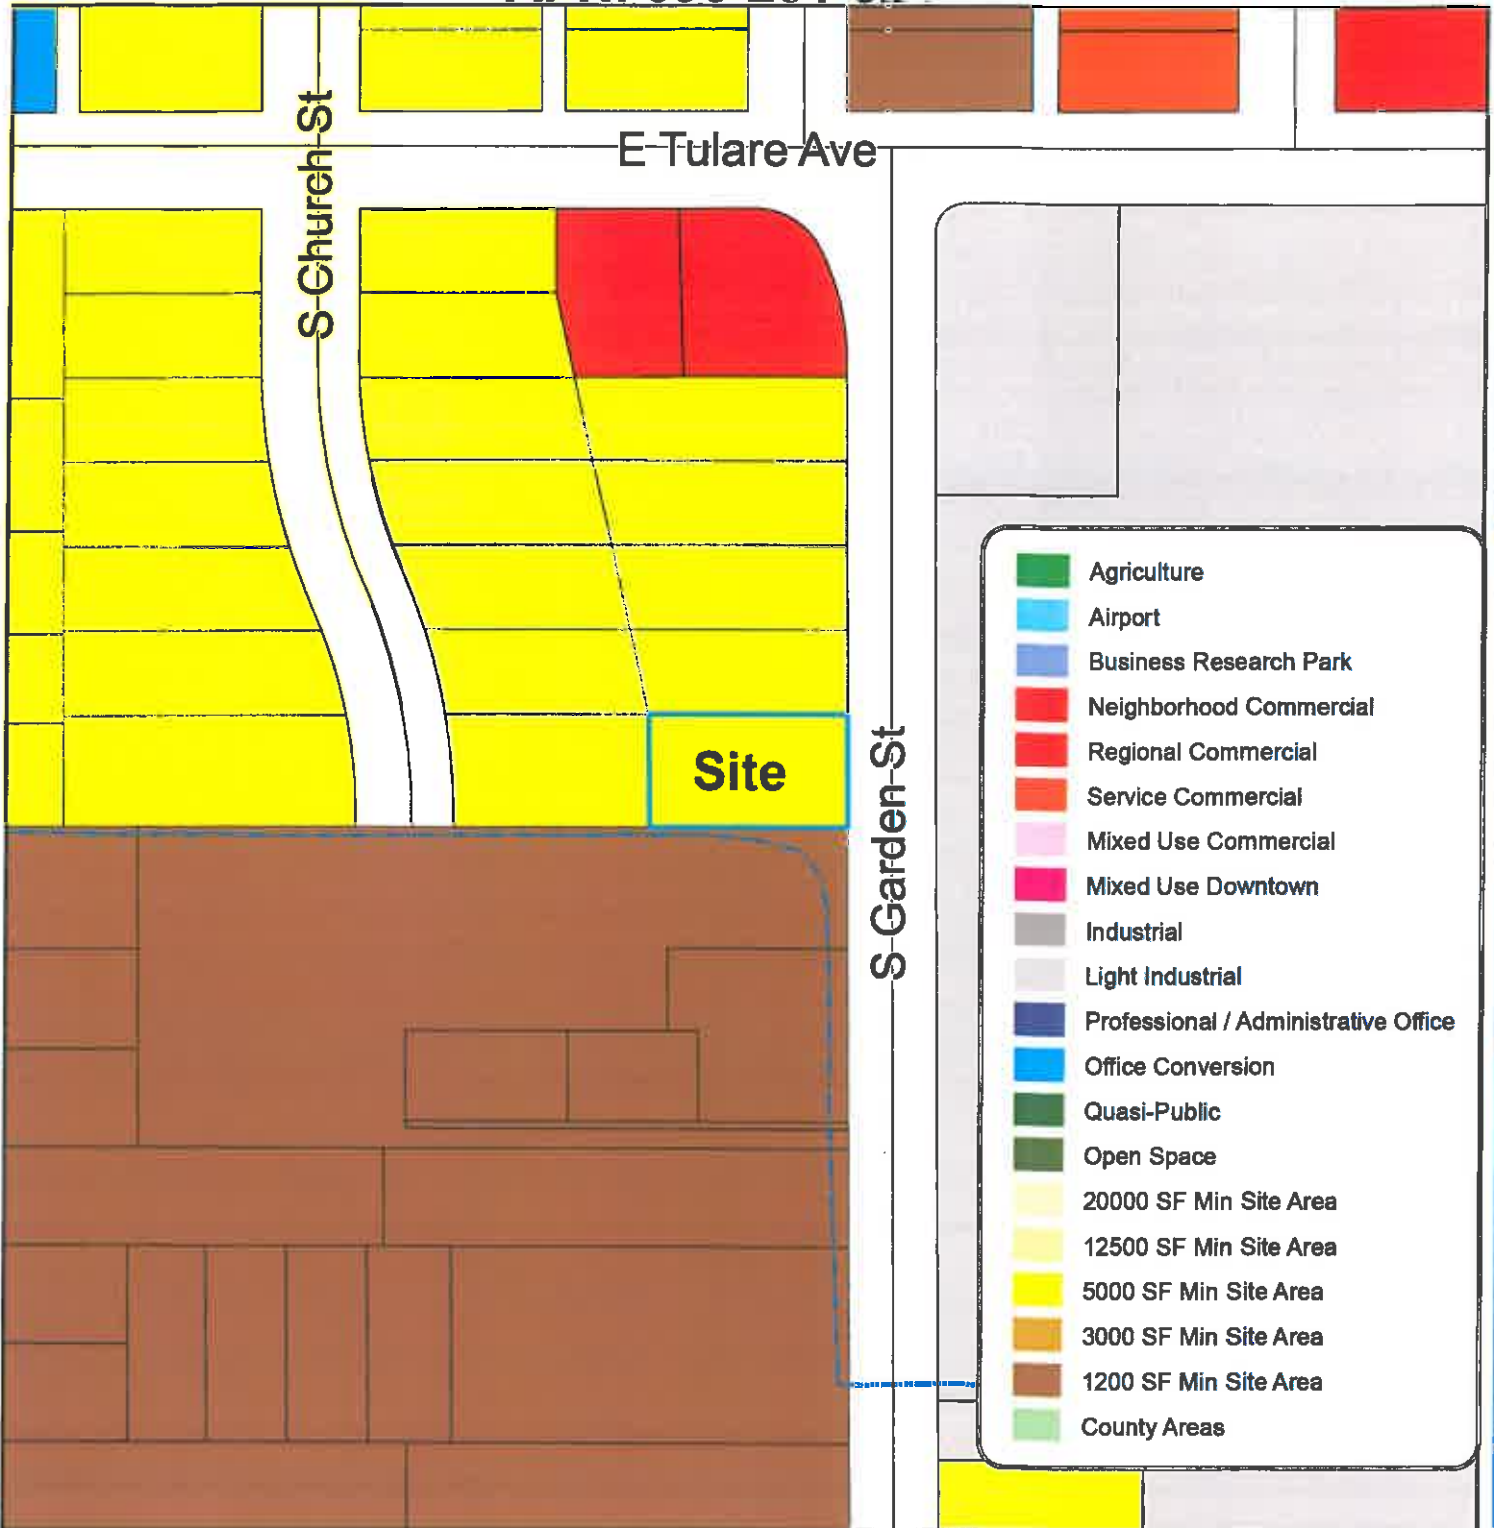 E Tulare Ave
S Church St
Site
S Garden St
Agriculture
Airport
Business Research Park
Neighborhood Commercial
Regional Commercial
Service Commercial
Mixed Use Commercial
Mixed Use Downtown
Industrial
Light Industrial
Professional / Administrative Office
Office Conversion
Quasi-Public
Open Space
20000 SF Min Site Area
12500 SF Min Site Area
5000 SF Min Site Area
3000 SF Min Site Area
1200 SF Min Site Area
County Areas